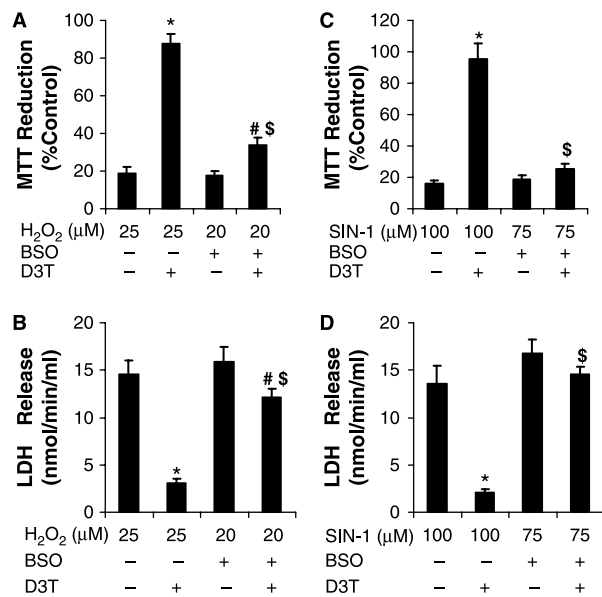 A
MTT Reduction
(%Control)
100
80
60
40
20
0
*
# $
H₂O₂ (μM) 25 25 20 20
BSO – – + +
D3T – + – +
C
MTT Reduction
(%Control)
120
100
80
60
40
20
0
*
$
SIN-1 (μM) 100 100 75 75
BSO – – + +
D3T – + – +
B
LDH Release
(nmol/min/ml)
20
15
10
5
0
*
# $
H₂O₂ (μM) 25 25 20 20
BSO – – + +
D3T – + – +
D
LDH Release
(nmol/min/ml)
20
15
10
5
0
*
$
SIN-1 (μM) 100 100 75 75
BSO – – + +
D3T – + – +